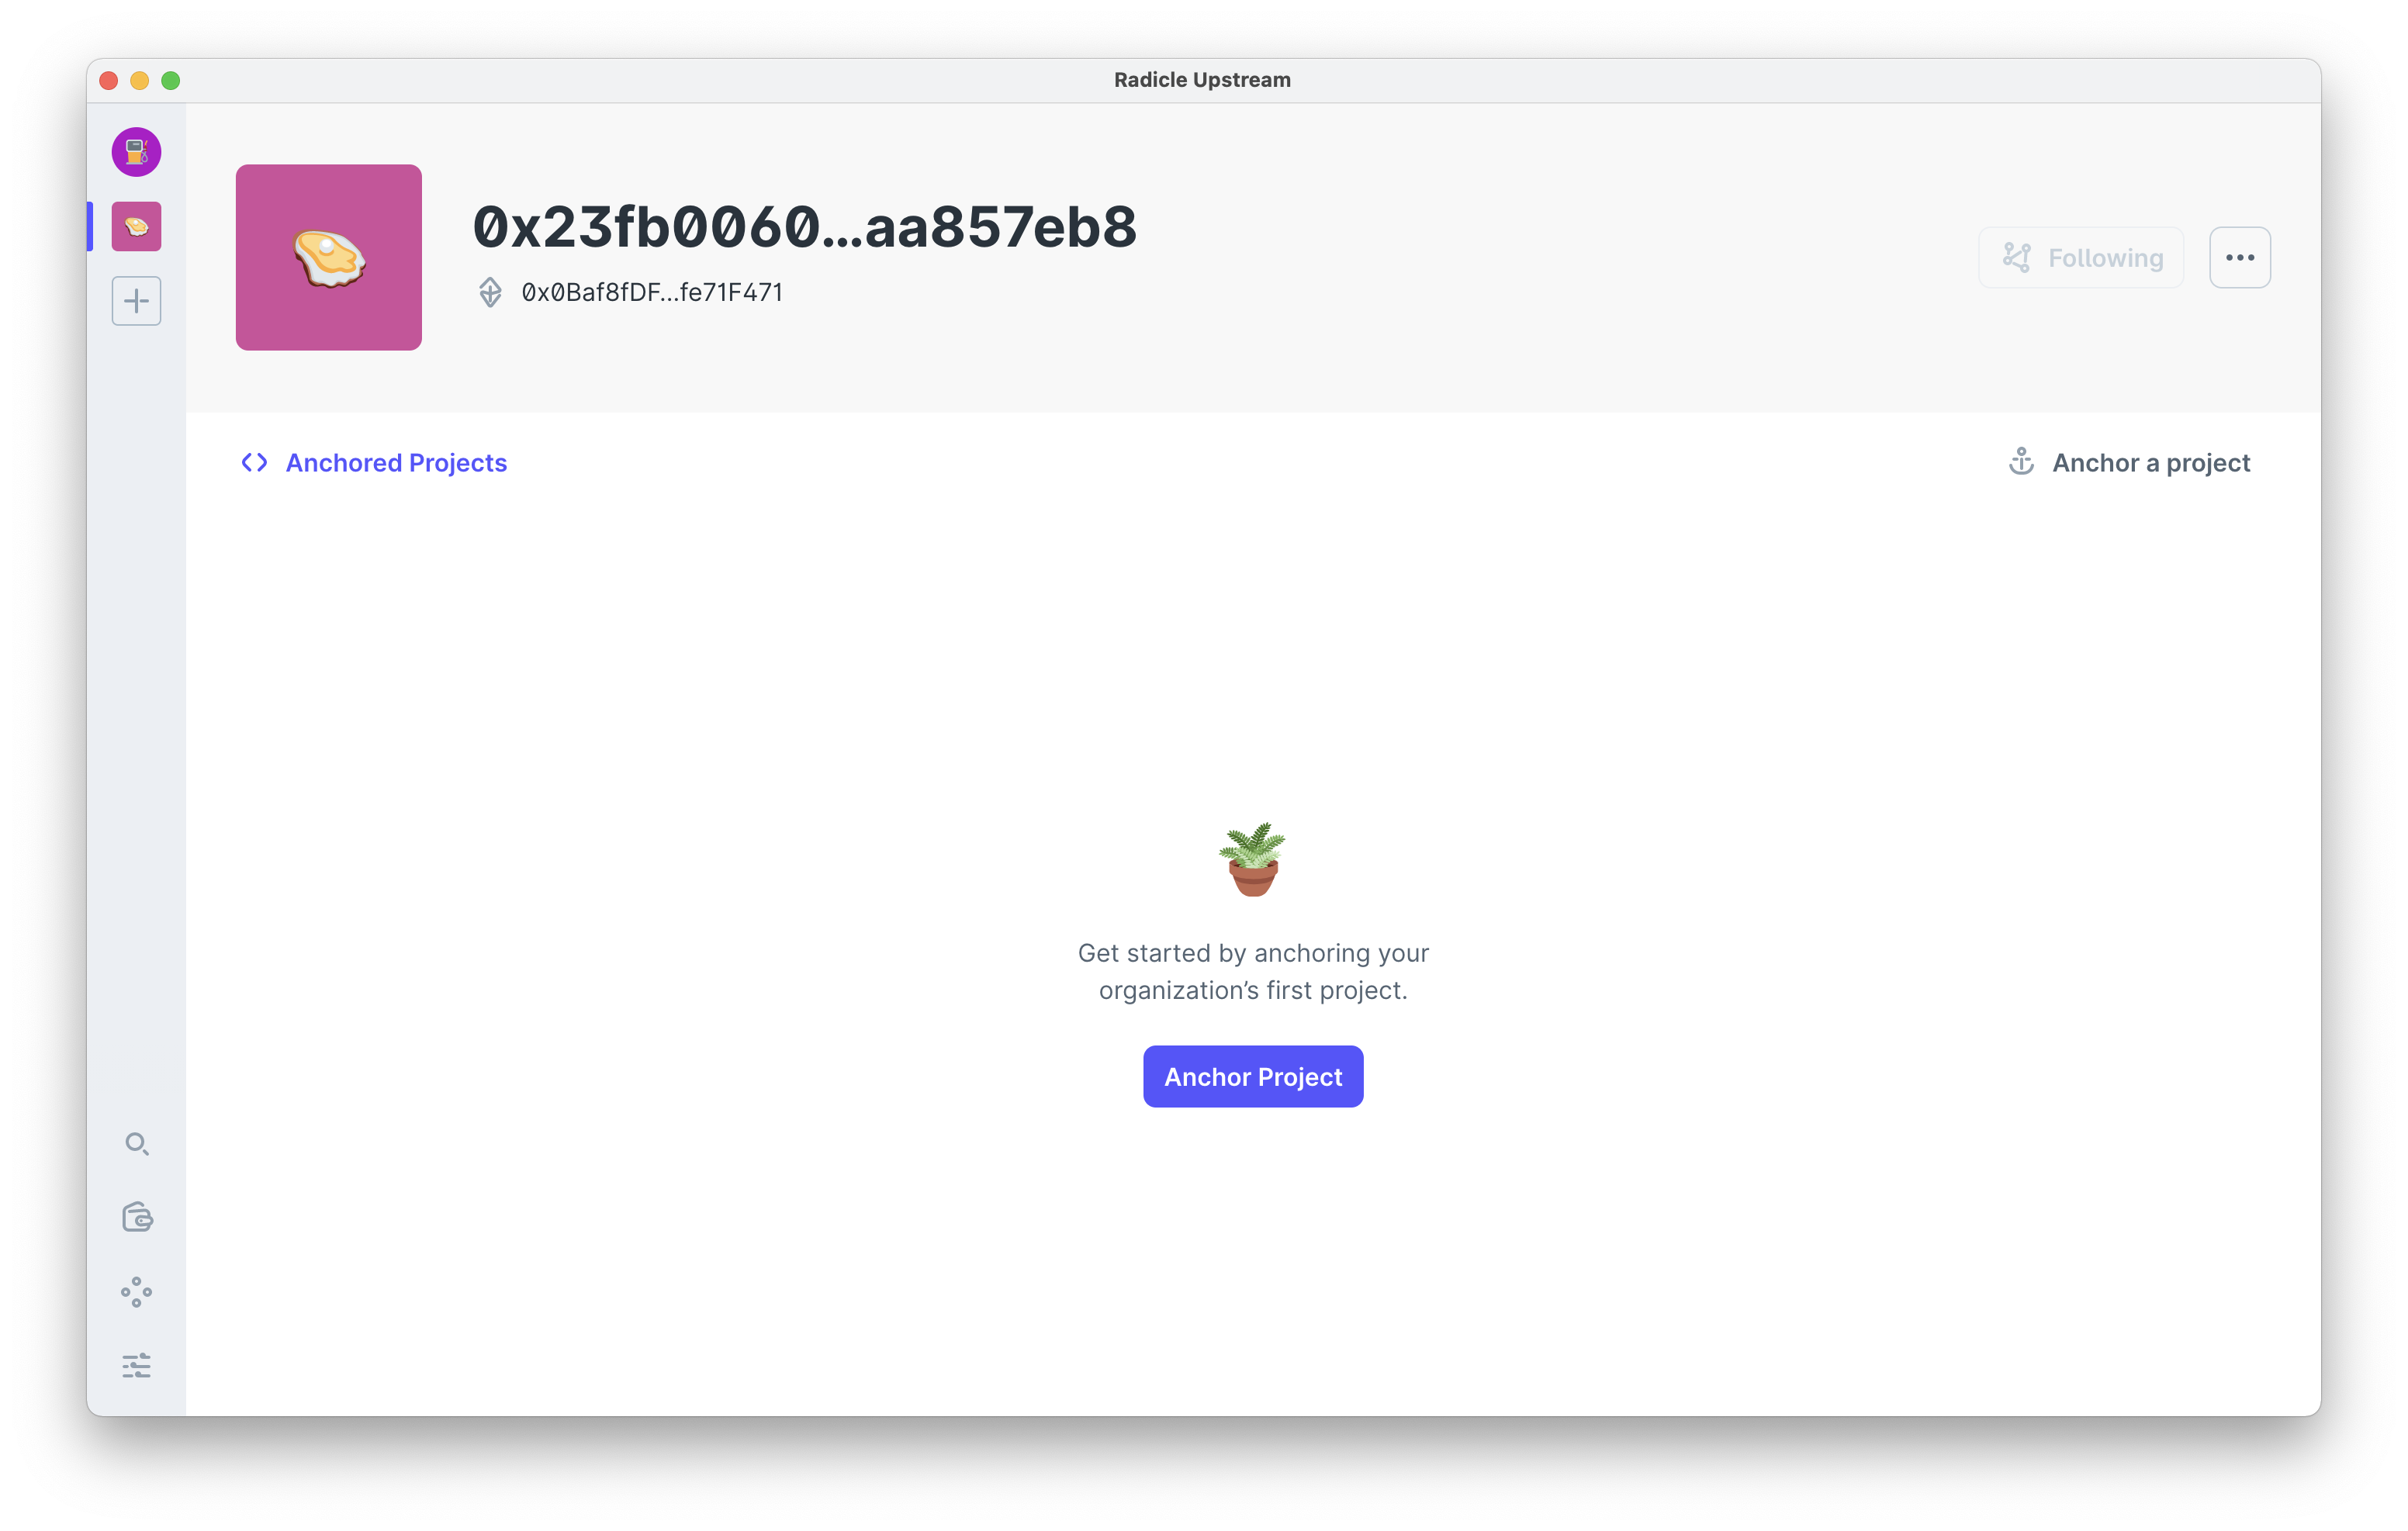 Radicle Upstream
0x23fb0060…aa857eb8
0x0Baf8fDF…fe71F471
Following
Anchored Projects
Anchor a project
Get started by anchoring your
organization’s first project.
Anchor Project